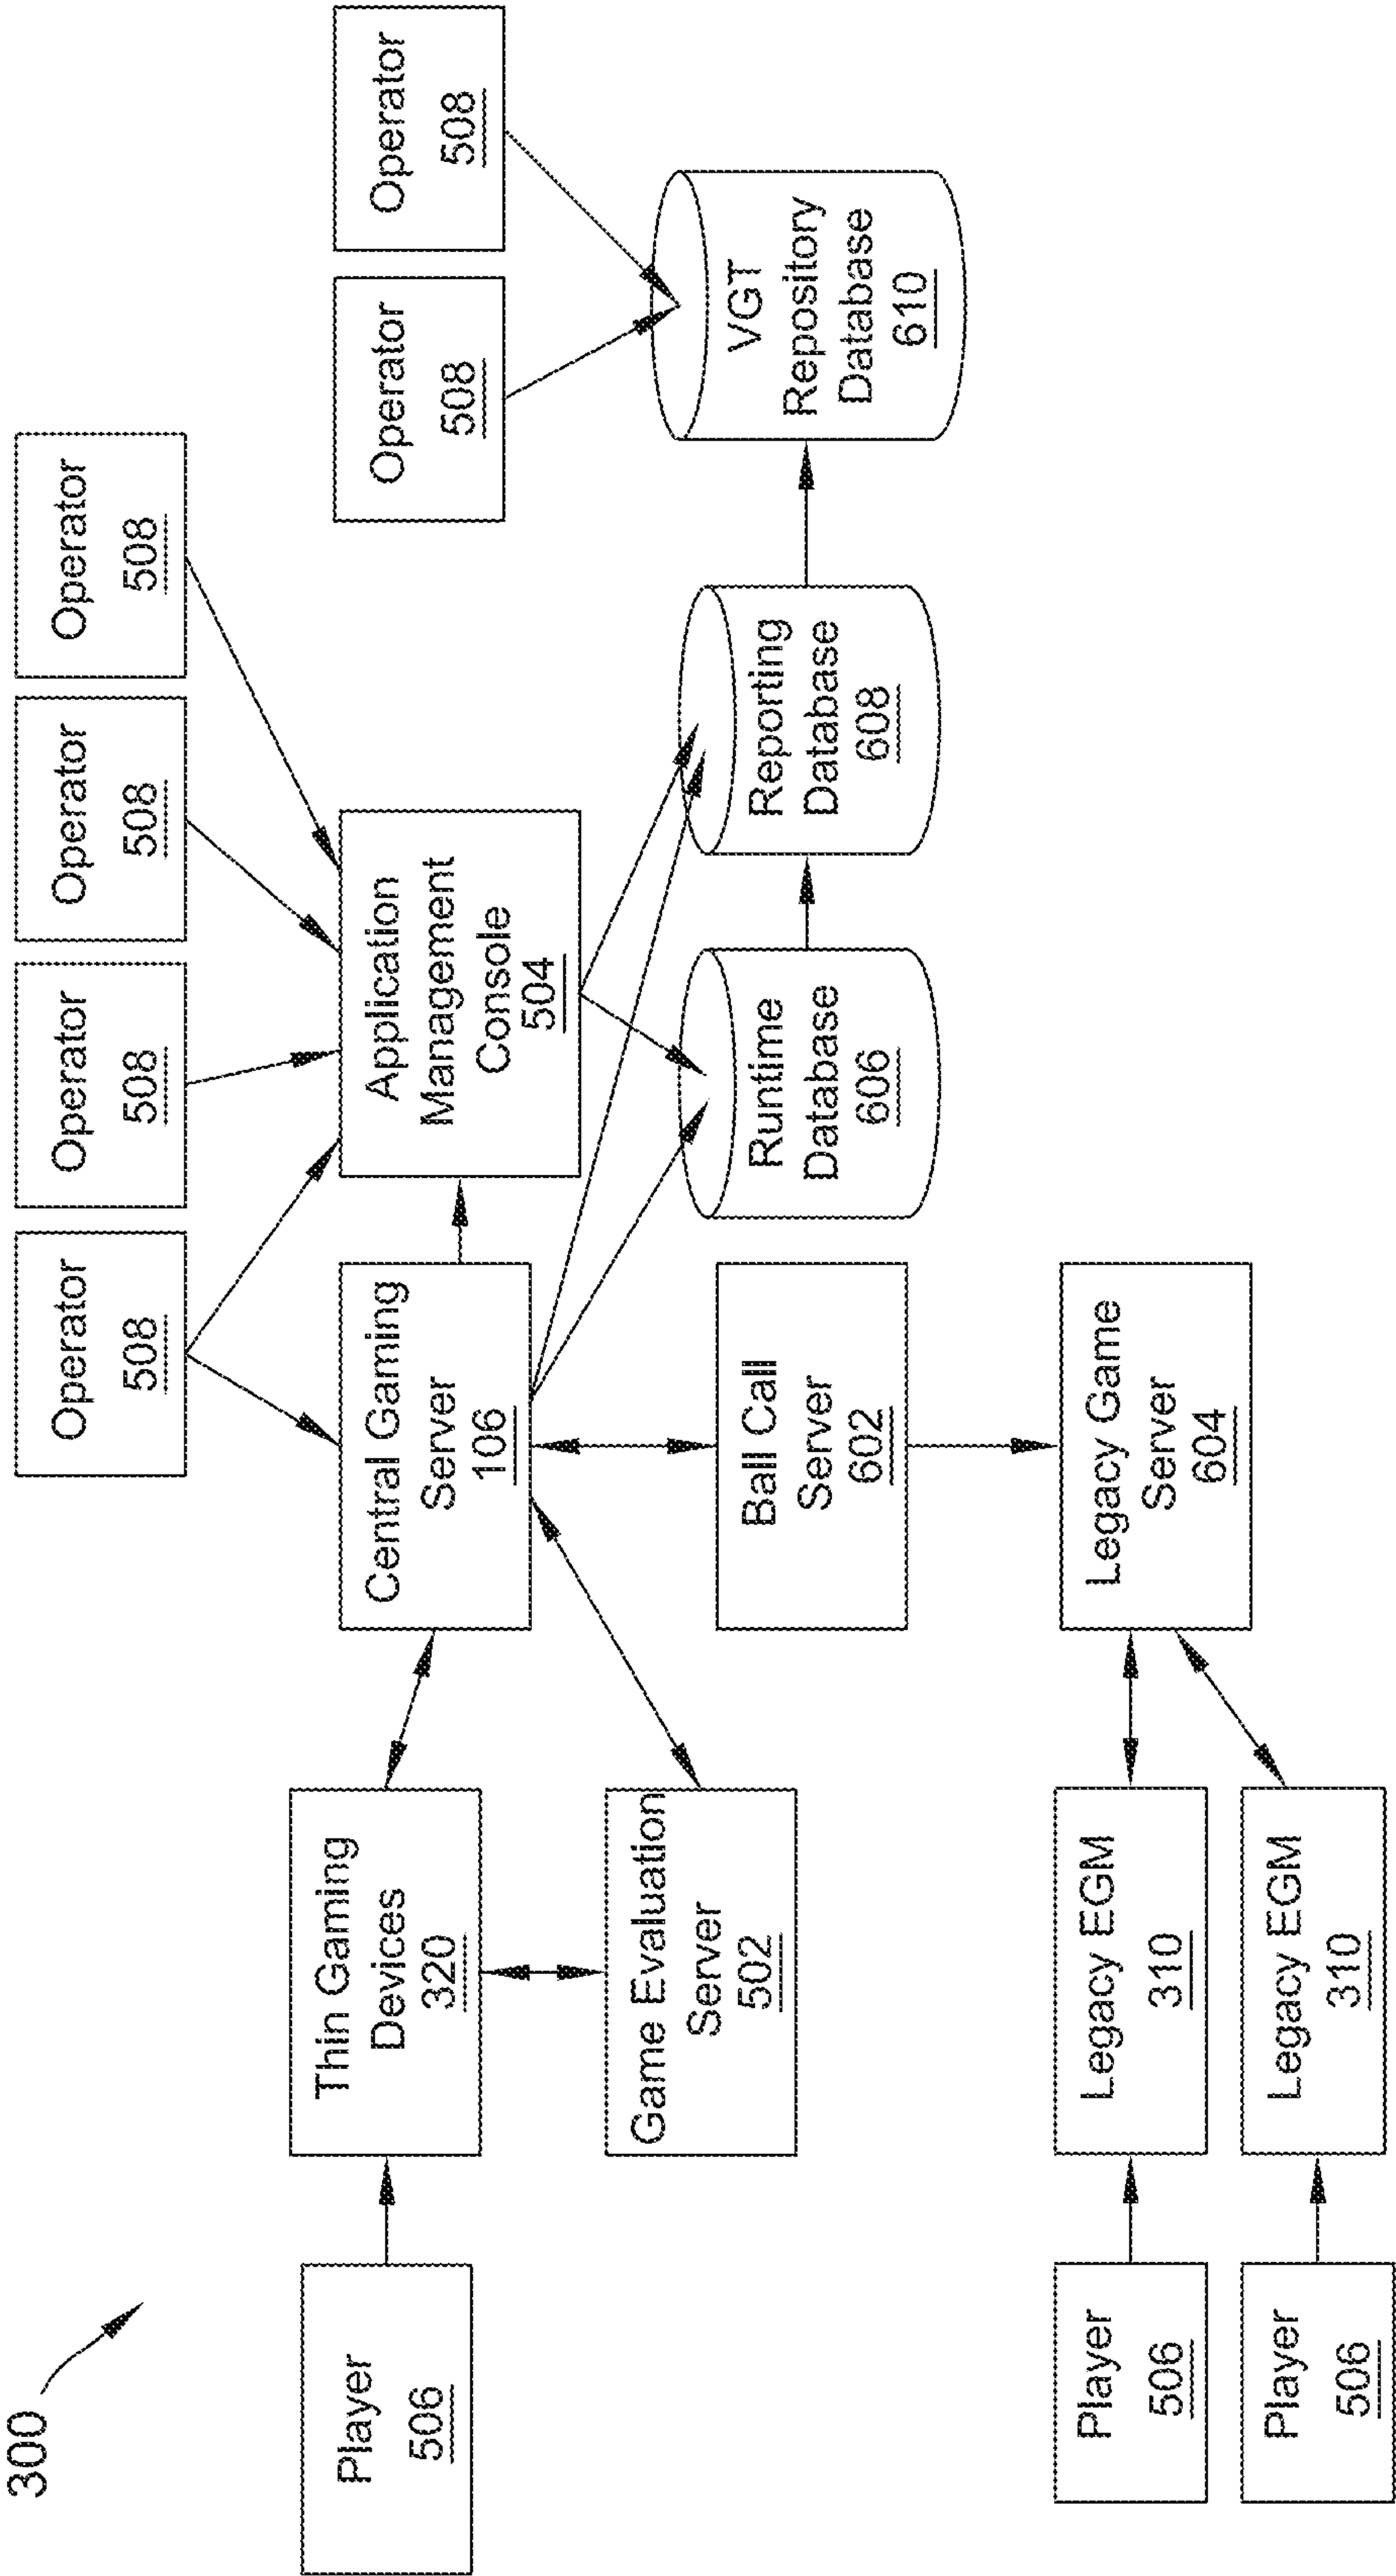 300
Operator
508
Operator
508
Operator
508
Operator
508
Player
506
Thin Gaming
Devices
320
Central Gaming
Server
106
Application
Management
Console
504
Operator
508
Operator
508
Game Evaluation
Server
502
Ball Call
Server
602
Runtime
Database
606
Reporting
Database
608
VGT
Repository
Database
610
Player
506
Legacy EGM
310
Legacy Game
Server
604
Player
506
Legacy EGM
310